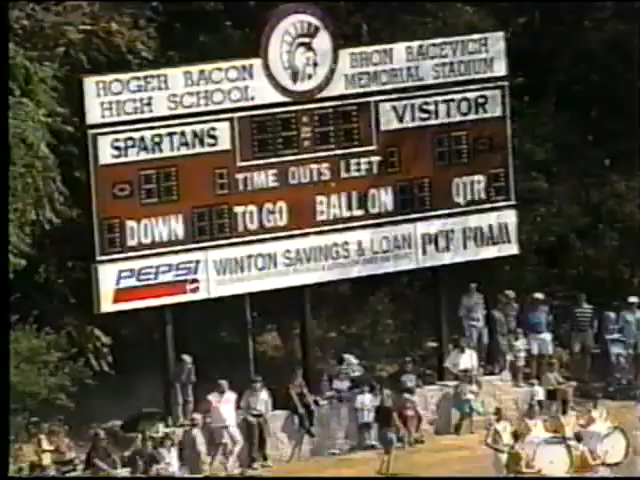 ROGER BACON
HIGH SCHOOL
BRON BACEVICH
MEMORIAL STADIUM
SPARTANS
VISITOR
TIME OUTS LEFT
DOWN TO GO BALL ON QTR
PEPSI
WINTON SAVINGS & LOAN
PCF FOAM